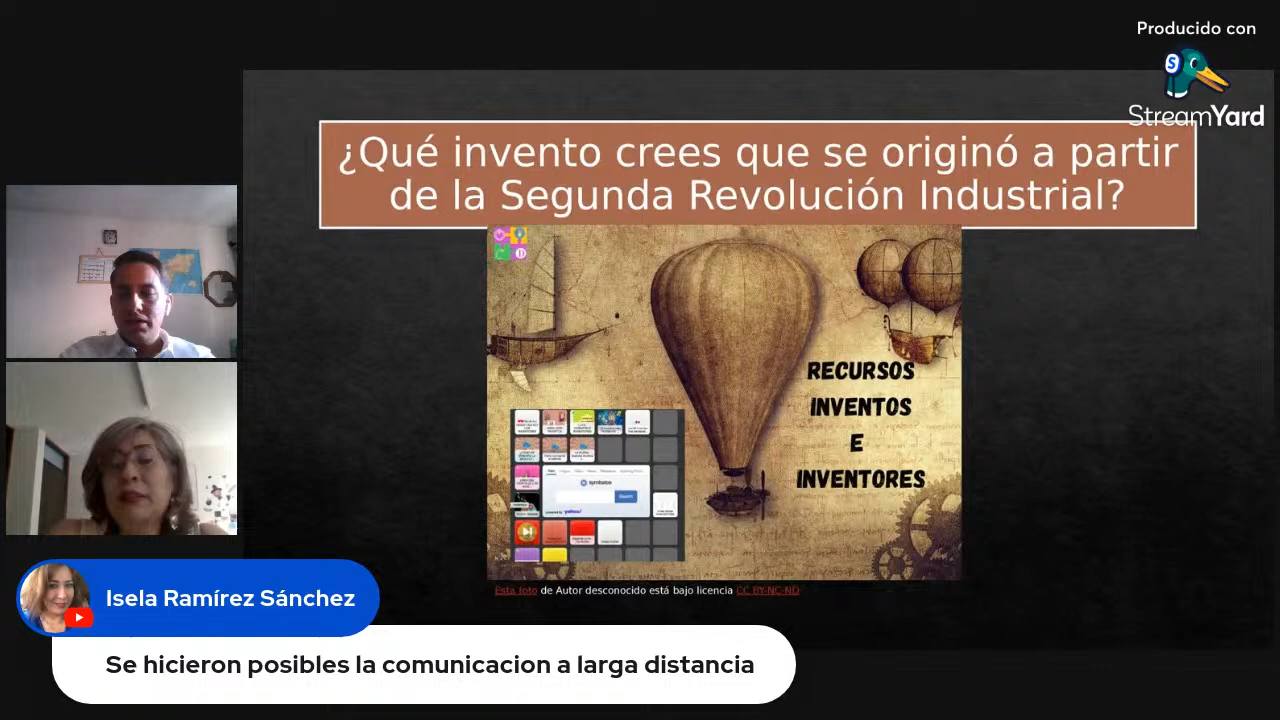 Producido con
StreamYard
¿Qué invento crees que se originó a partir
de la Segunda Revolución Industrial?
RECURSOS
INVENTOS
E
INVENTORES
symbaloo
Search
Esta foto de Autor desconocido está bajo licencia CC BY-NC-ND
Isela Ramírez Sánchez
Se hicieron posibles la comunicacion a larga distancia